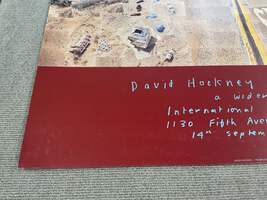 David Hockney
a wider
International
1130 Fifth Ave
14th Septem